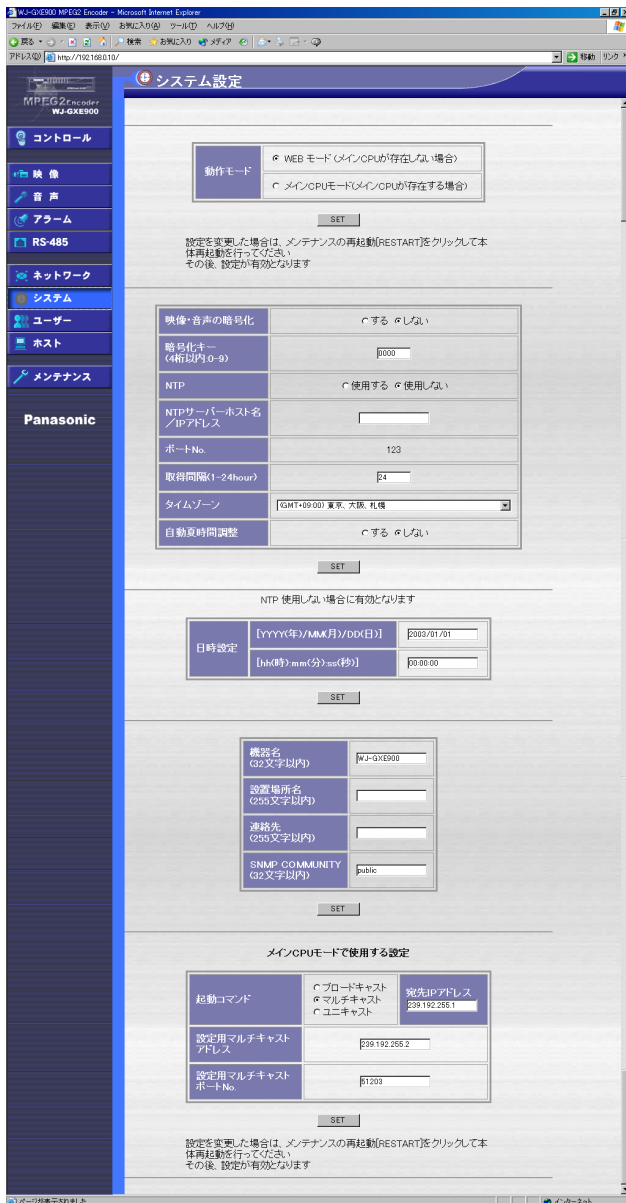 WJ-GXE900 MPEG2 Encoder - Microsoft Internet Explorer
ファイル(F) 編集(E) 表示(V) お気に入り(A) ツール(T) ヘルプ(H)
戻る 検索 お気に入り メディア
アドレス(D) http://192.168.0.10/ 移動 リンク
MPEG2Encoder
WJ-GXE900
コントロール
映 像
音 声
アラーム
RS-485
ネットワーク
システム
ユーザー
ホスト
メンテナンス
Panasonic
システム設定
動作モード
WEB モード(メインCPUが存在しない場合)
メインCPUモード(メインCPUが存在する場合)
SET
設定を変更した場合は、メンテナンスの再起動[RESTART]をクリックして本
体再起動を行ってください
その後、設定が有効となります
映像・音声の暗号化 する しない
暗号化キー
(4桁以内:0-9)
0000
NTP 使用する 使用しない
NTPサーバーホスト名
/IPアドレス
ポートNo. 123
取得間隔(1-24hour) 24
タイムゾーン (GMT+09:00) 東京、大阪、札幌
自動夏時間調整 する しない
SET
NTP 使用しない場合に有効となります
日時設定
[YYYY(年)/MM(月)/DD(日)] 2003/01/01
[hh(時):mm(分):ss(秒)] 00:00:00
SET
機器名
(32文字以内)
WJ-GXE900
設置場所名
(255文字以内)
連絡先
(255文字以内)
SNMP COMMUNITY
(32文字以内)
public
SET
メインCPUモードで使用する設定
起動コマンド
ブロードキャスト
マルチキャスト
ユニキャスト
宛先IPアドレス
239.192.255.1
設定用マルチキャスト
アドレス
239.192.255.2
設定用マルチキャスト
ポートNo.
51203
SET
設定を変更した場合は、メンテナンスの再起動[RESTART]をクリックして本
体再起動を行ってください
その後、設定が有効となります
ページが表示されました インターネット